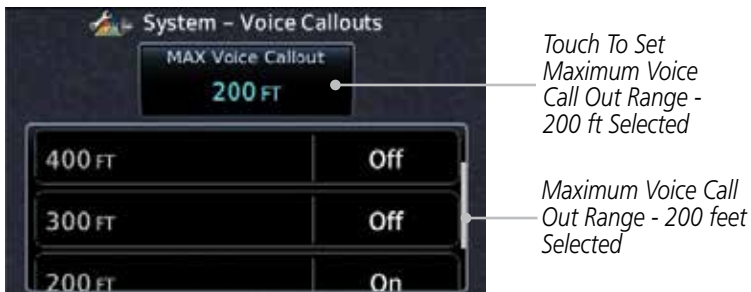 System – Voice Callouts
MAX Voice Callout
200 FT
400 FT Off
300 FT Off
200 FT On
Touch To Set
Maximum Voice
Call Out Range -
200 ft Selected
Maximum Voice Call
Out Range - 200 feet
Selected